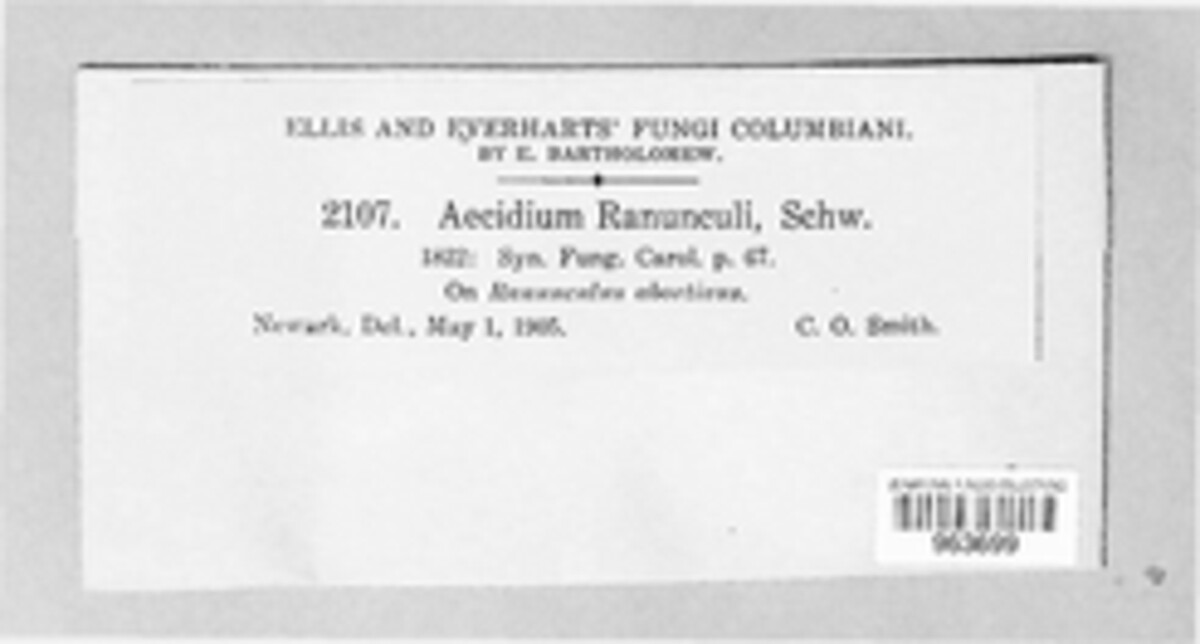 ELLIS AND EVERHARTS' FUNGI COLUMBIANI.
BY E. BARTHOLOMEW.
2107. Aecidium Ranunculi, Schw.
1822: Syn. Fung. Carol. p. 67.
On Ranunculus abortivus.
Newark, Del., May 1, 1905.
C. O. Smith.
963699